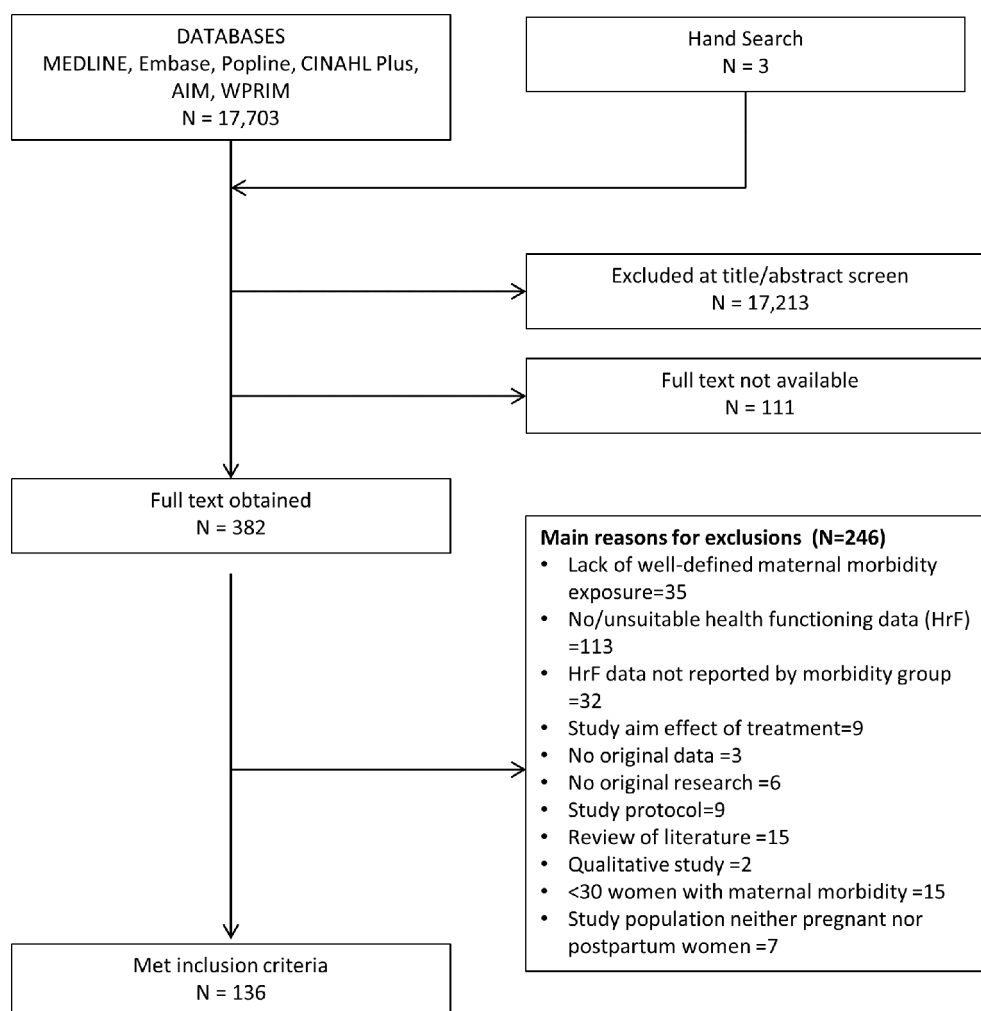 DATABASES
MEDLINE, Embase, Popline, CINAHL Plus,
AIM, WPRIM
N = 17,703
Hand Search
N = 3
Excluded at title/abstract screen
N = 17,213
Full text not available
N = 111
Full text obtained
N = 382
Main reasons for exclusions  (N=246)
• Lack of well-defined maternal morbidity
exposure=35
• No/unsuitable health functioning data (HrF)
=113
• HrF data not reported by morbidity group
=32
• Study aim effect of treatment=9
• No original data =3
• No original research =6
• Study protocol=9
• Review of literature =15
• Qualitative study =2
• <30 women with maternal morbidity =15
• Study population neither pregnant nor
postpartum women =7
Met inclusion criteria
N = 136